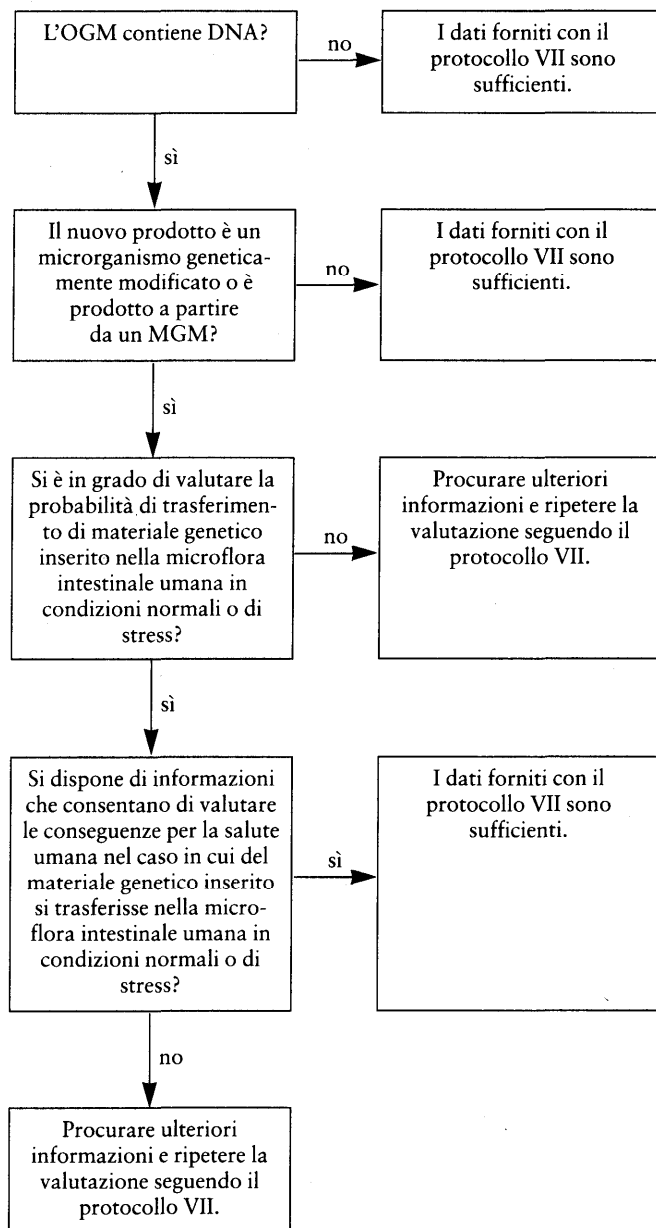 L'OGM contiene DNA?
no
I dati forniti con il
protocollo VII sono
sufficienti.
sì
Il nuovo prodotto è un
microrganismo genetica-
mente modificato o è
prodotto a partire
da un MGM?
no
I dati forniti con il
protocollo VII sono
sufficienti.
sì
Si è in grado di valutare la
probabilità di trasferimen-
to di materiale genetico
inserito nella microflora
intestinale umana in
condizioni normali o di
stress?
no
Procurare ulteriori
informazioni e ripetere la
valutazione seguendo il
protocollo VII.
sì
Si dispone di informazioni
che consentano di valutare
le conseguenze per la salute
umana nel caso in cui del
materiale genetico inserito
si trasferisse nella micro-
flora intestinale umana in
condizioni normali o di
stress?
sì
I dati forniti con il
protocollo VII sono
sufficienti.
no
Procurare ulteriori
informazioni e ripetere la
valutazione seguendo il
protocollo VII.